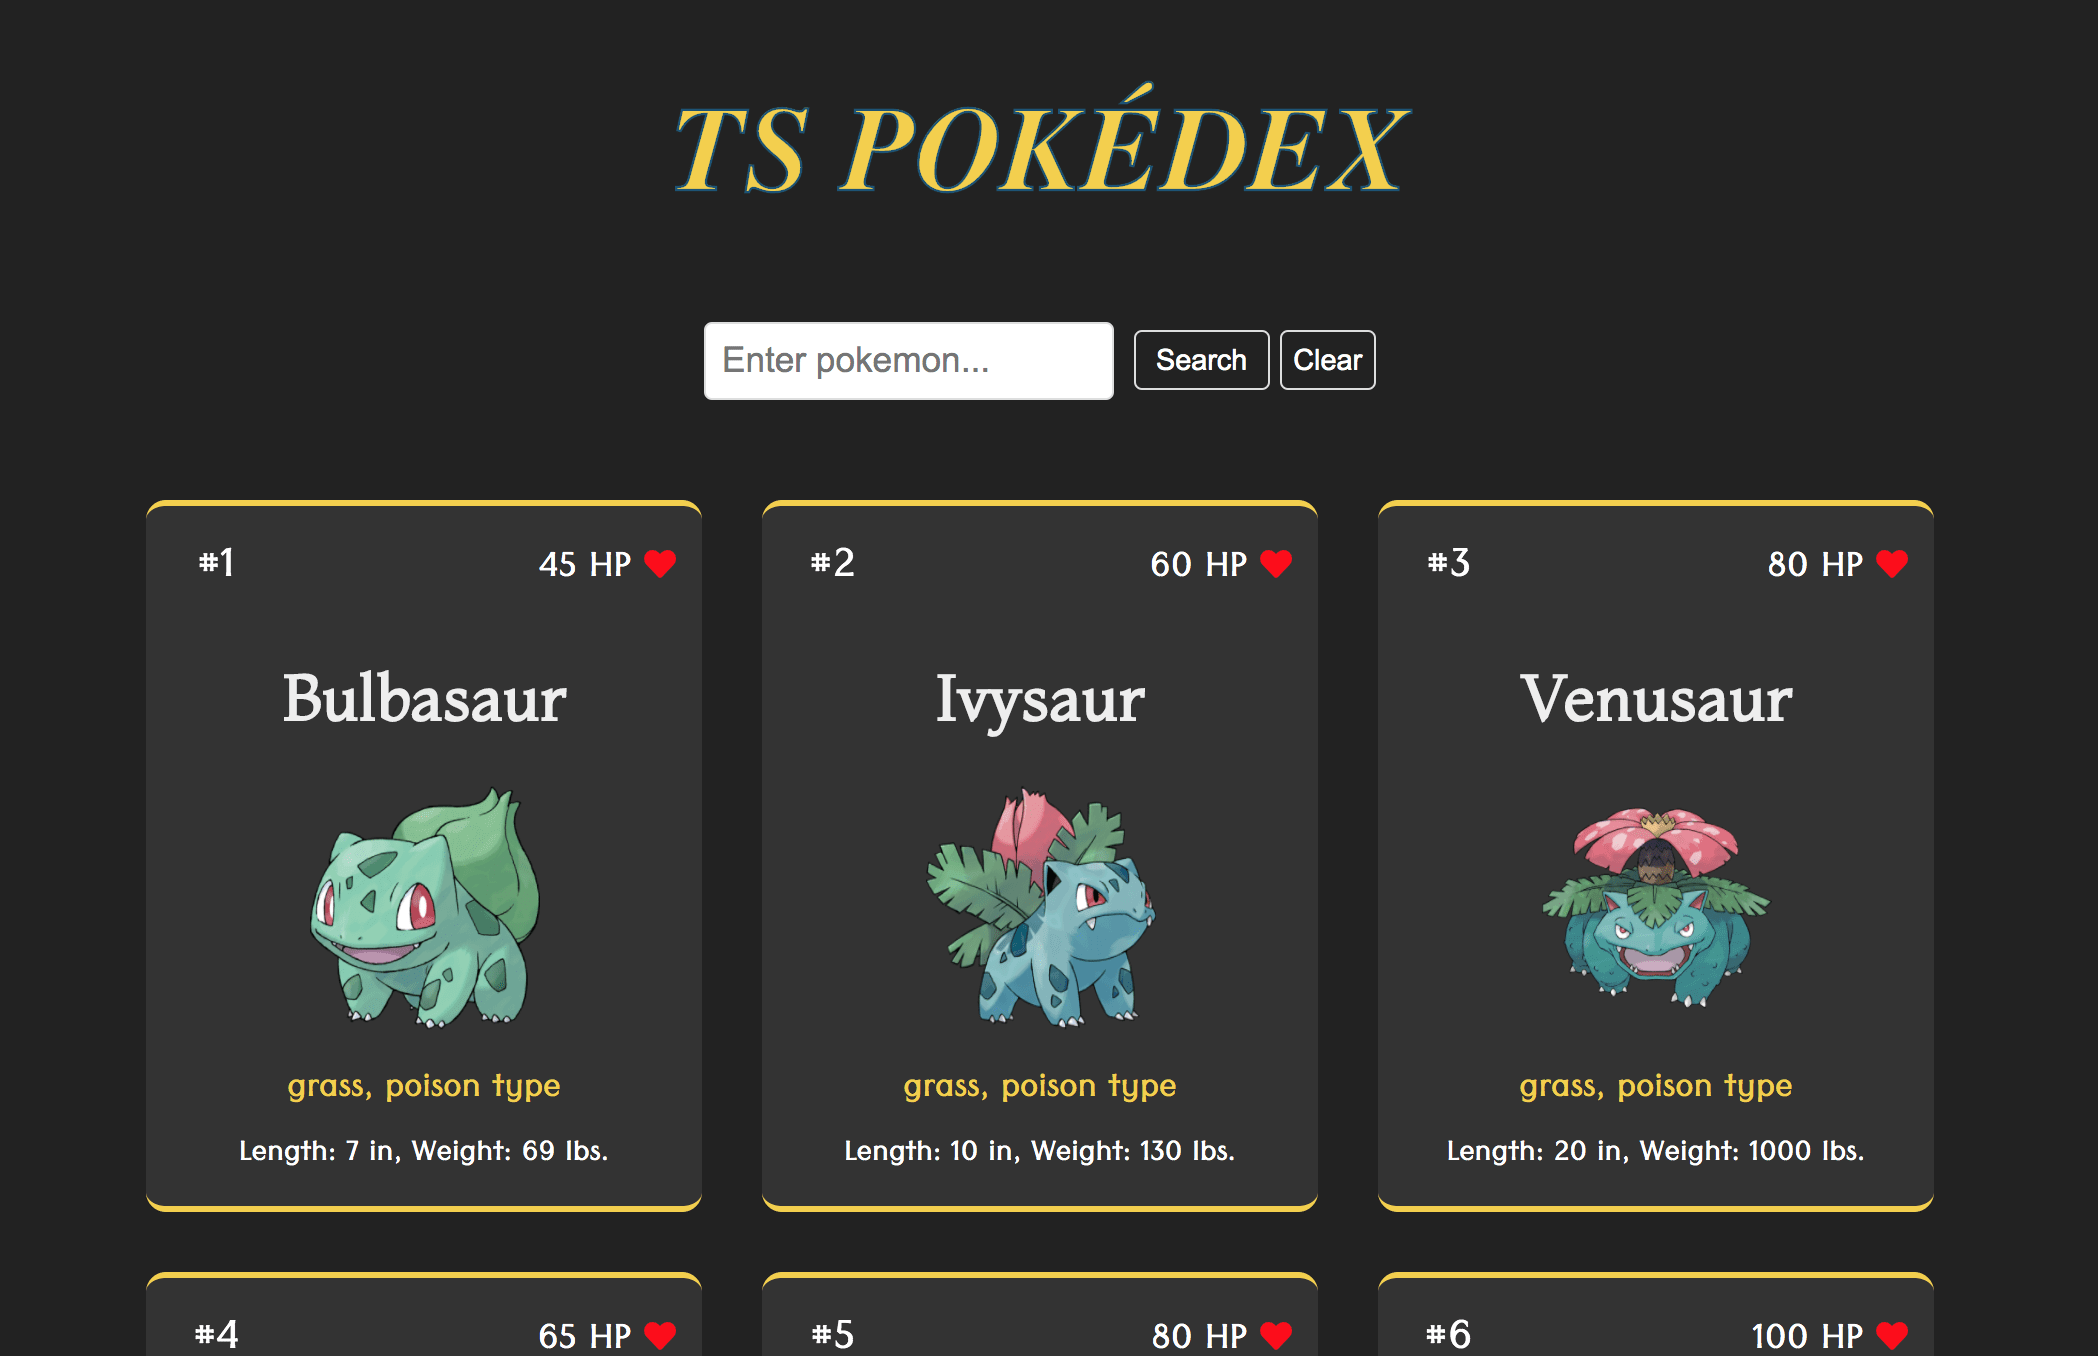 TS POKÉDEX
Enter pokemon... Search Clear
#1 45 HP
Bulbasaur
grass, poison type
Length: 7 in, Weight: 69 lbs.
#2 60 HP
Ivysaur
grass, poison type
Length: 10 in, Weight: 130 lbs.
#3 80 HP
Venusaur
grass, poison type
Length: 20 in, Weight: 1000 lbs.
#4 65 HP
#5 80 HP
#6 100 HP